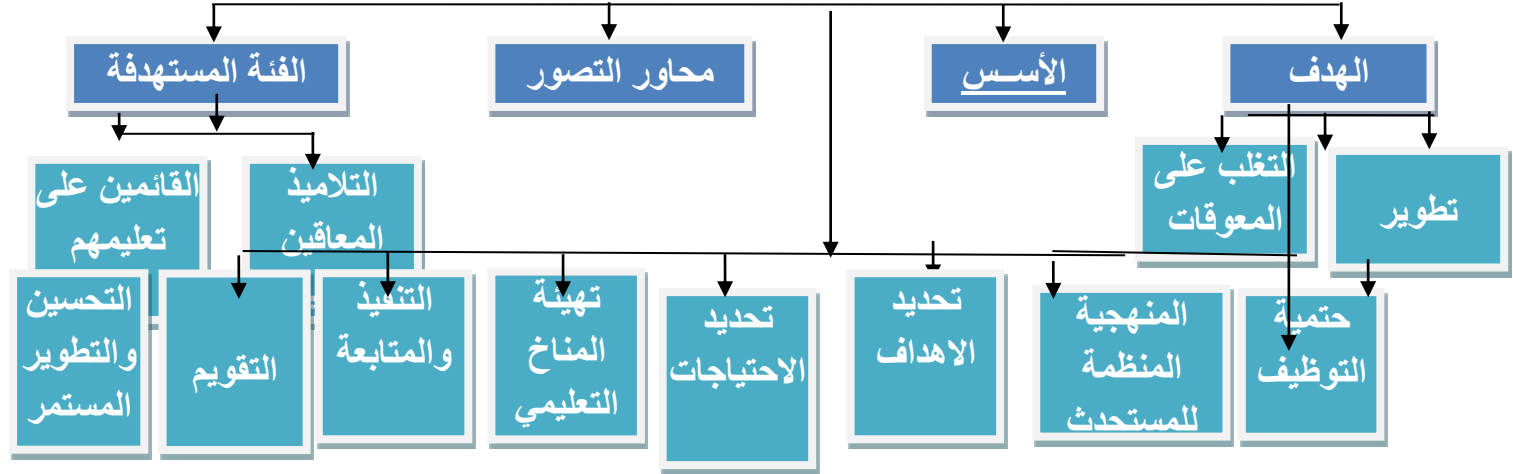 الهدف
الأسس
محاور التصور
الفئة المستهدفة
تطوير
التغلب على
المعوقات
التلاميذ
المعاقين
القائمين على
تعليمهم
حتمية
التوظيف
المنهجية
المنظمة
للمستحدث
تحديد
الاهداف
تحديد
الاحتياجات
تهيئة
المناخ
التعليمي
التنفيذ
والمتابعة
التقويم
التحسين
والتطوير
المستمر